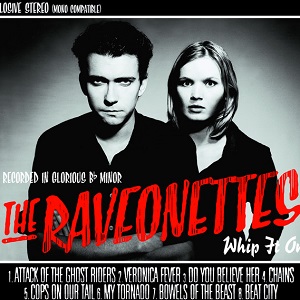 LOSIVE STEREO (MONO COMPATIBLE)
RECORDED IN GLORIOUS Bb MINOR
THE RAVEONETTES
Whip It On
1. ATTACK OF THE GHOST RIDERS 2. VERONICA FEVER 3. DO YOU BELIEVE HER 4. CHAINS
5. COPS ON OUR TAIL 6. MY TORNADO 7. BOWELS OF THE BEAST 8. BEAT CITY